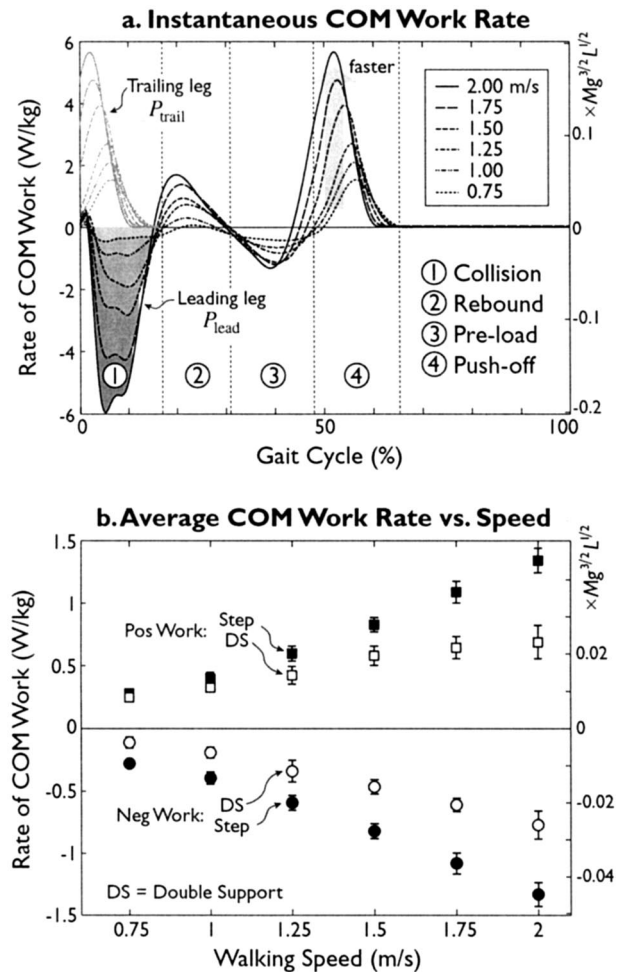 a. Instantaneous COM Work Rate
6
4
2
0
-2
-4
-6
Rate of COM Work (W/kg)
Trailing leg
P_trail
faster
2.00 m/s
1.75
1.50
1.25
1.00
0.75
0.1
0
-0.1
-0.2
×Mg^3/2 L^1/2
Leading leg
P_lead
① Collision
② Rebound
③ Pre-load
④ Push-off
① ② ③ ④
0 50 100
Gait Cycle (%)
b. Average COM Work Rate vs. Speed
1.5
1
0.5
0
-0.5
-1
-1.5
Rate of COM Work (W/kg)
Pos Work: Step
DS
Neg Work: DS
Step
DS = Double Support
0.02
0
-0.02
-0.04
×Mg^3/2 L^1/2
0.75 1 1.25 1.5 1.75 2
Walking Speed (m/s)